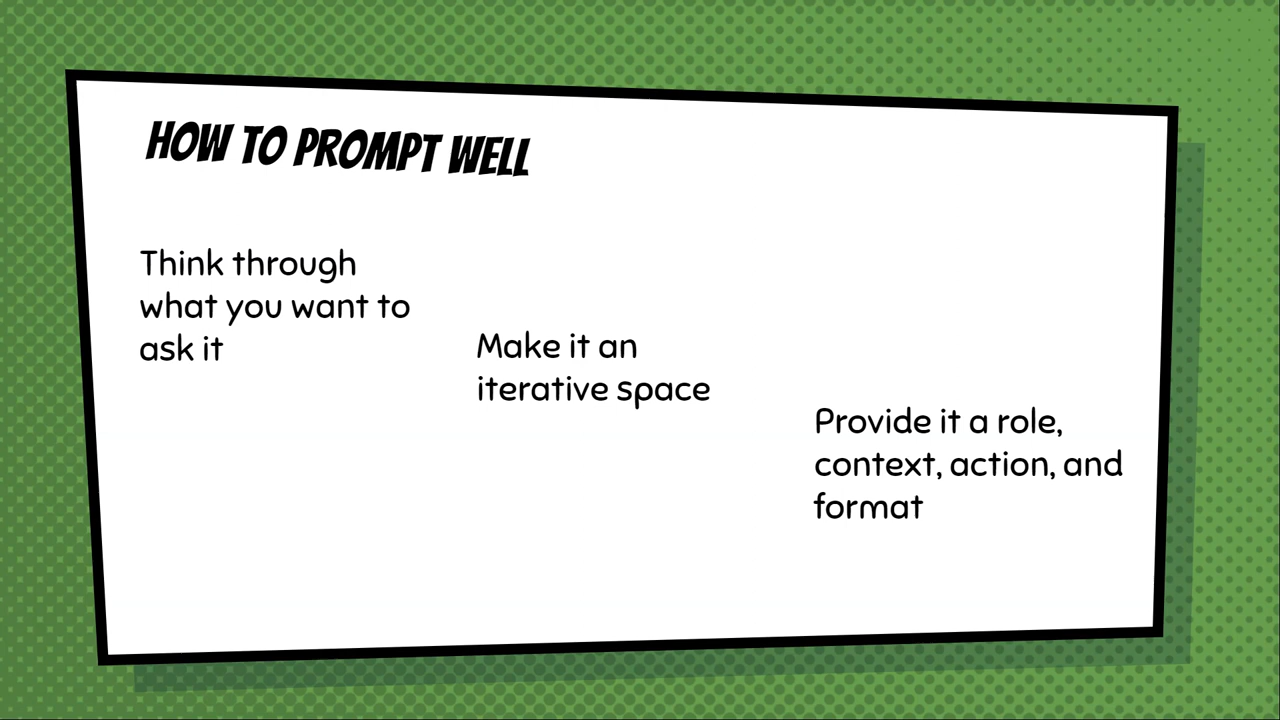 HOW TO PROMPT WELL
Think through
what you want to
ask it
Make it an
iterative space
Provide it a role,
context, action, and
format